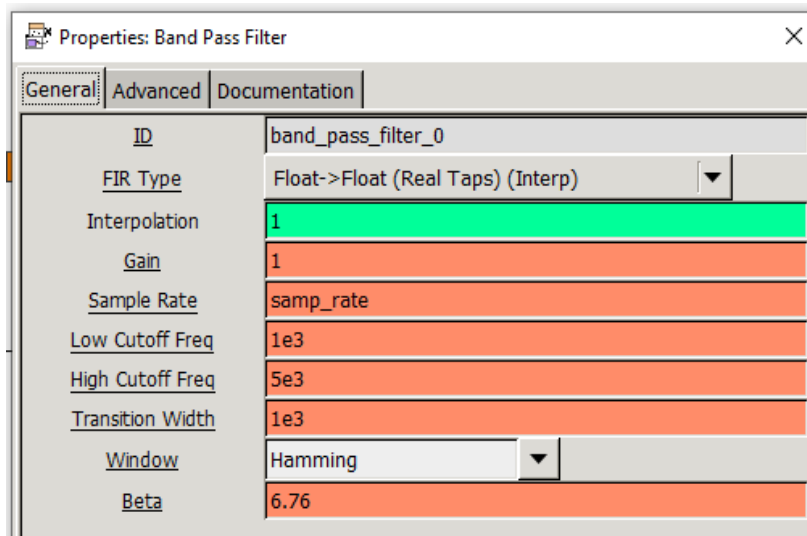 Properties: Band Pass Filter
General Advanced Documentation
ID band_pass_filter_0
FIR Type Float->Float (Real Taps) (Interp)
Interpolation 1
Gain 1
Sample Rate samp_rate
Low Cutoff Freq 1e3
High Cutoff Freq 5e3
Transition Width 1e3
Window Hamming
Beta 6.76